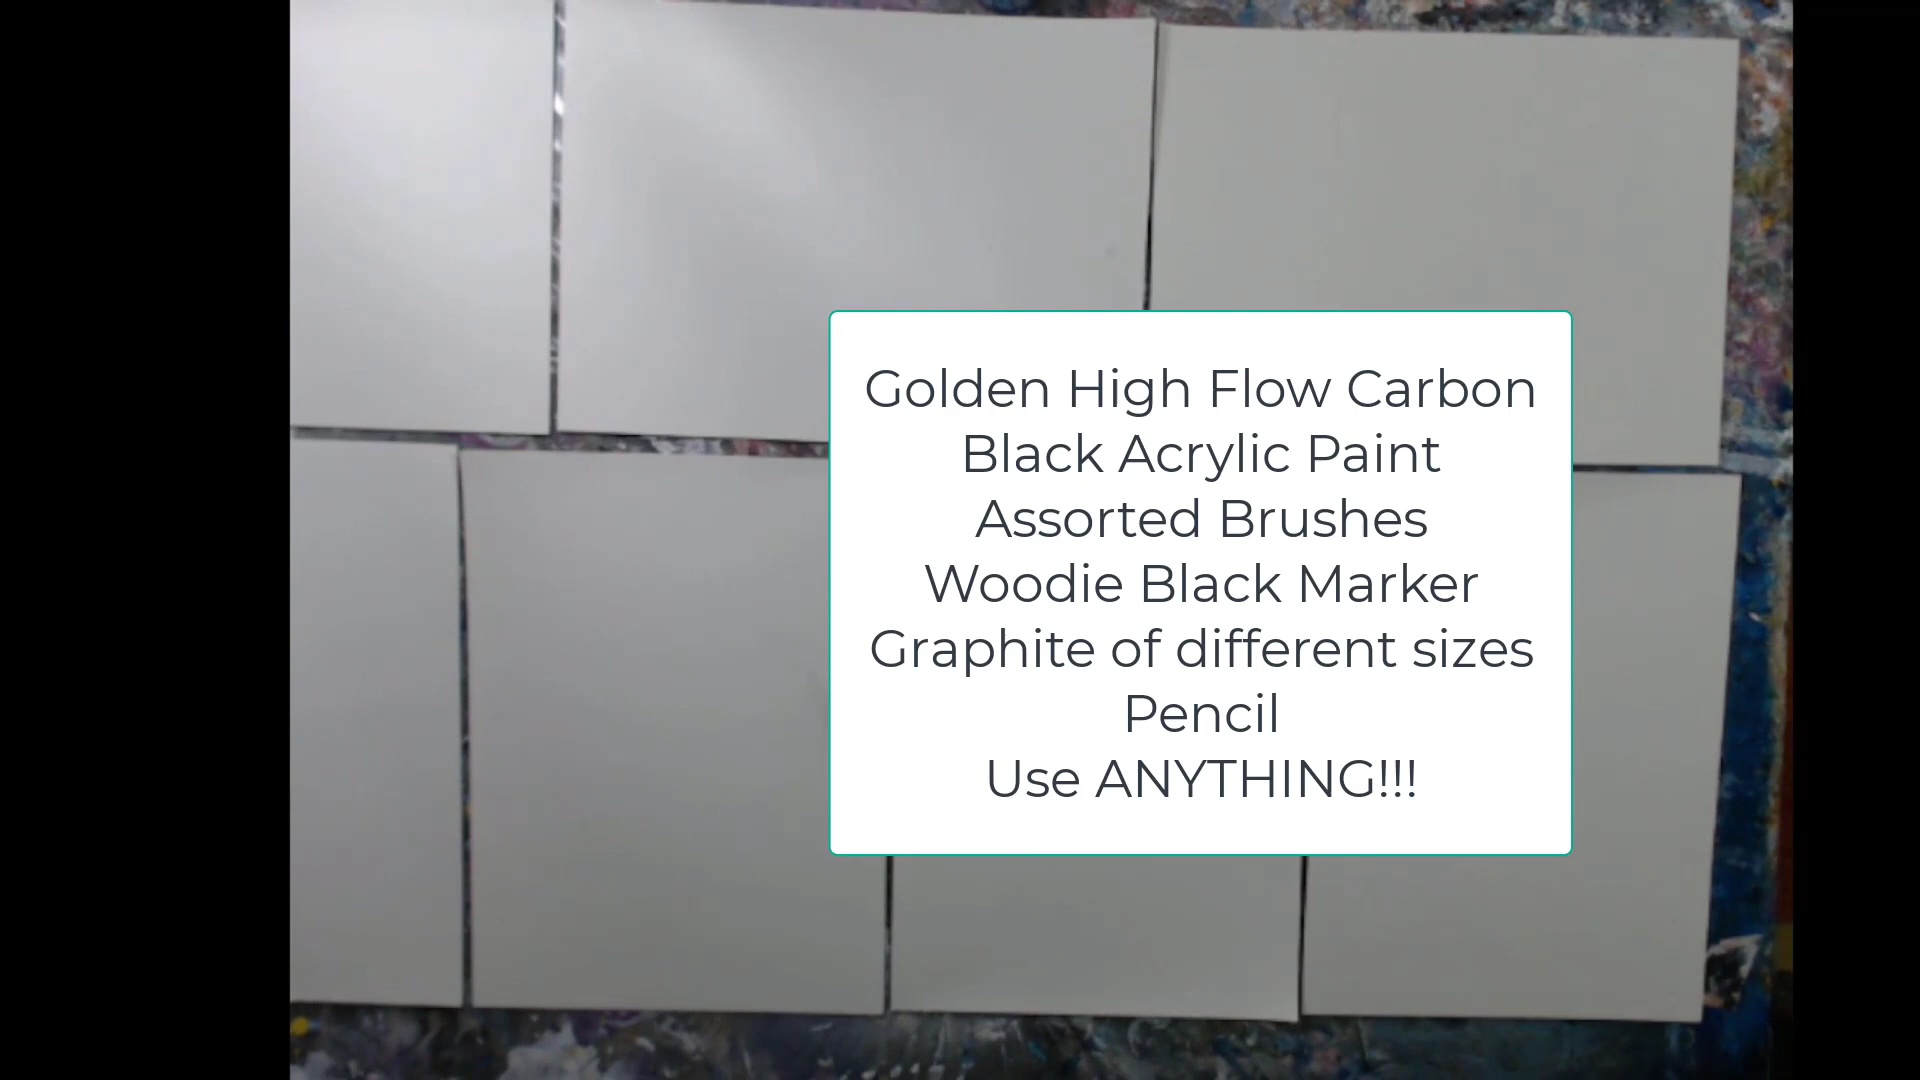 Golden High Flow Carbon
Black Acrylic Paint
Assorted Brushes
Woodie Black Marker
Graphite of different sizes
Pencil
Use ANYTHING!!!